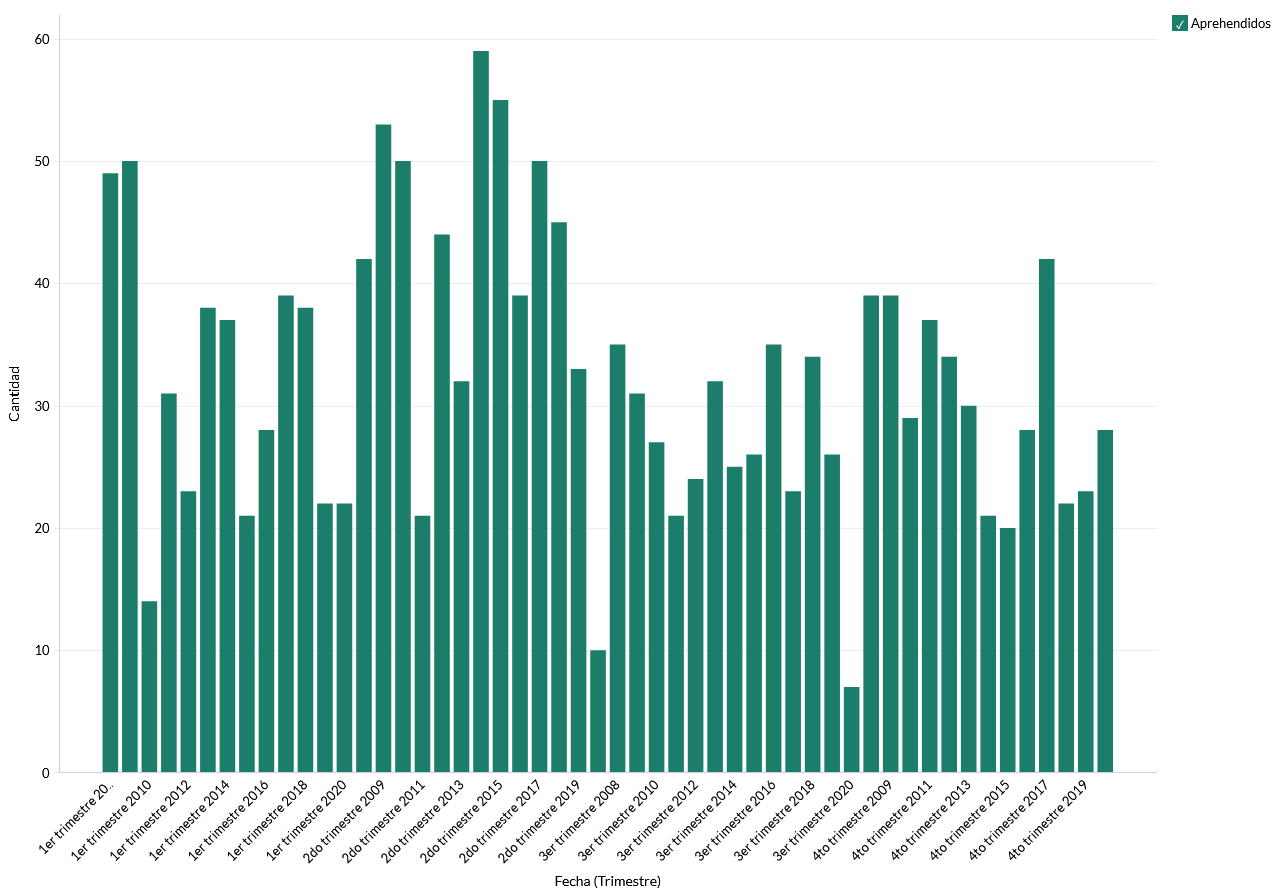 Aprehendidos
60
50
40
30
20
10
0
Cantidad
1er trimestre 20..
1er trimestre 2010
1er trimestre 2012
1er trimestre 2014
1er trimestre 2016
1er trimestre 2018
1er trimestre 2020
2do trimestre 2009
2do trimestre 2011
2do trimestre 2013
2do trimestre 2015
2do trimestre 2017
2do trimestre 2019
3er trimestre 2008
3er trimestre 2010
3er trimestre 2012
3er trimestre 2014
3er trimestre 2016
3er trimestre 2018
3er trimestre 2020
4to trimestre 2009
4to trimestre 2011
4to trimestre 2013
4to trimestre 2015
4to trimestre 2017
4to trimestre 2019
Fecha (Trimestre)